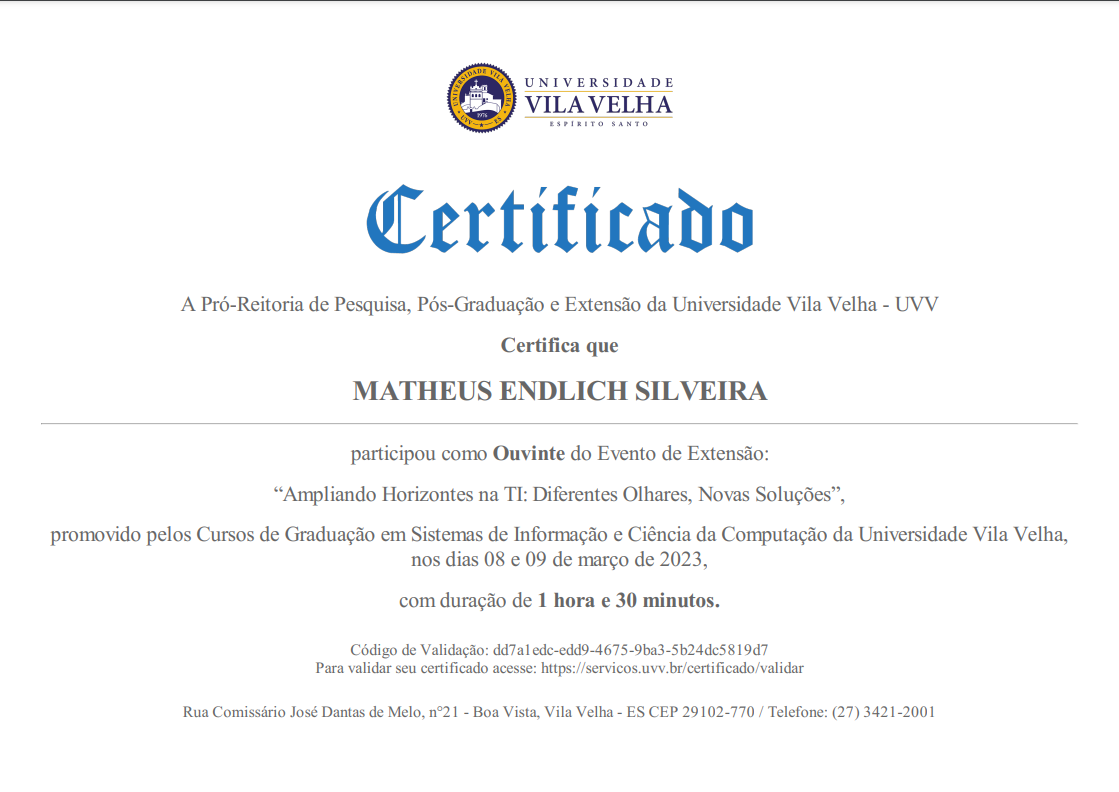 UNIVERSIDADE VILA VELHA
1976
UVV ES
UNIVERSIDADE
VILA VELHA
ESPÍRITO SANTO
Certificado
A Pró-Reitoria de Pesquisa, Pós-Graduação e Extensão da Universidade Vila Velha - UVV
Certifica que
MATHEUS ENDLICH SILVEIRA
participou como Ouvinte do Evento de Extensão:
“Ampliando Horizontes na TI: Diferentes Olhares, Novas Soluções”,
promovido pelos Cursos de Graduação em Sistemas de Informação e Ciência da Computação da Universidade Vila Velha,
nos dias 08 e 09 de março de 2023,
com duração de 1 hora e 30 minutos.
Código de Validação: dd7a1edc-edd9-4675-9ba3-5b24dc5819d7
Para validar seu certificado acesse: https://servicos.uvv.br/certificado/validar
Rua Comissário José Dantas de Melo, n°21 - Boa Vista, Vila Velha - ES CEP 29102-770 / Telefone: (27) 3421-2001